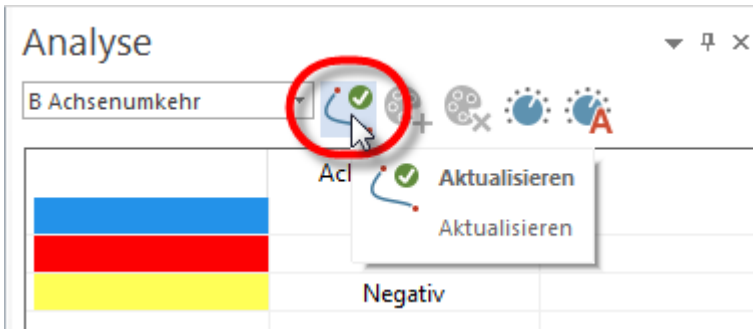 Analyse
B Achsenumkehr
A
Aktualisieren
Aktualisieren
Negativ